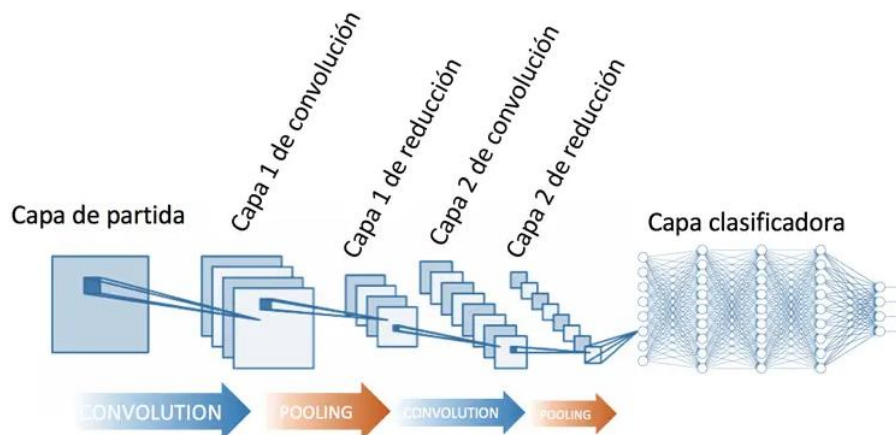 Capa de partida
Capa 1 de convolución
Capa 1 de reducción
Capa 2 de convolución
Capa 2 de reducción
Capa clasificadora
CONVOLUTION
POOLING
CONVOLUTION
POOLING